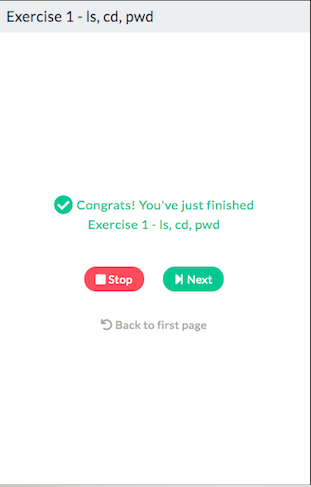 Exercise 1 - ls, cd, pwd
Congrats! You've just finished
Exercise 1 - ls, cd, pwd
Stop Next
Back to first page